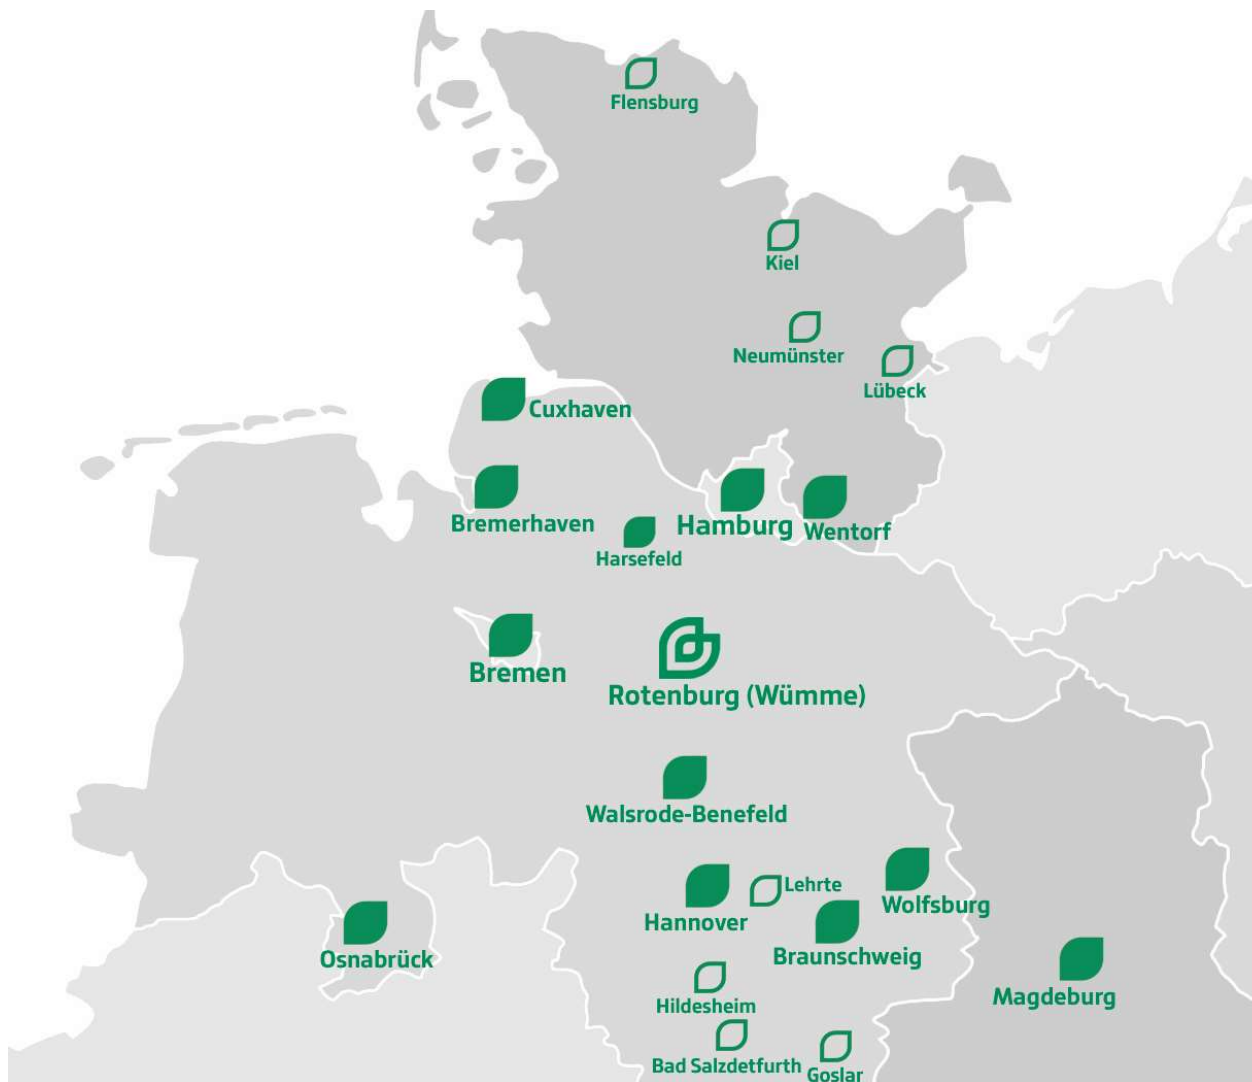 Flensburg
Kiel
Neumünster
Lübeck
Cuxhaven
Bremerhaven
Hamburg
Wentorf
Harsefeld
Bremen
Rotenburg (Wümme)
Walsrode-Benefeld
Lehrte
Wolfsburg
Hannover
Braunschweig
Osnabrück
Magdeburg
Hildesheim
Bad Salzdetfurth
Goslar